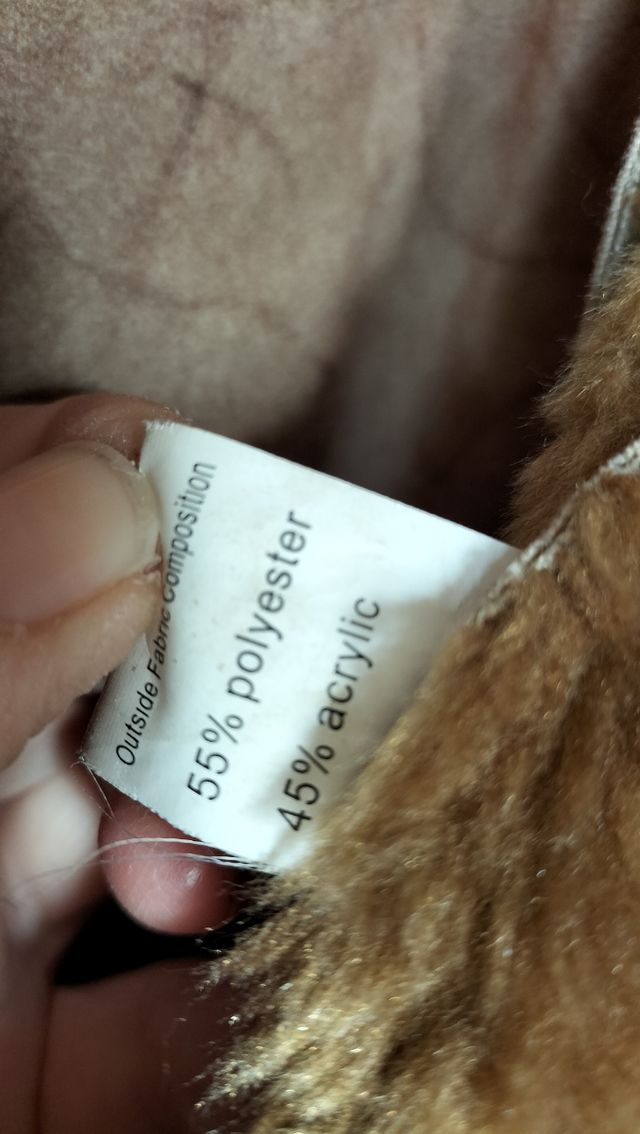 Outside Fabric Composition
55% polyester
45% acrylic